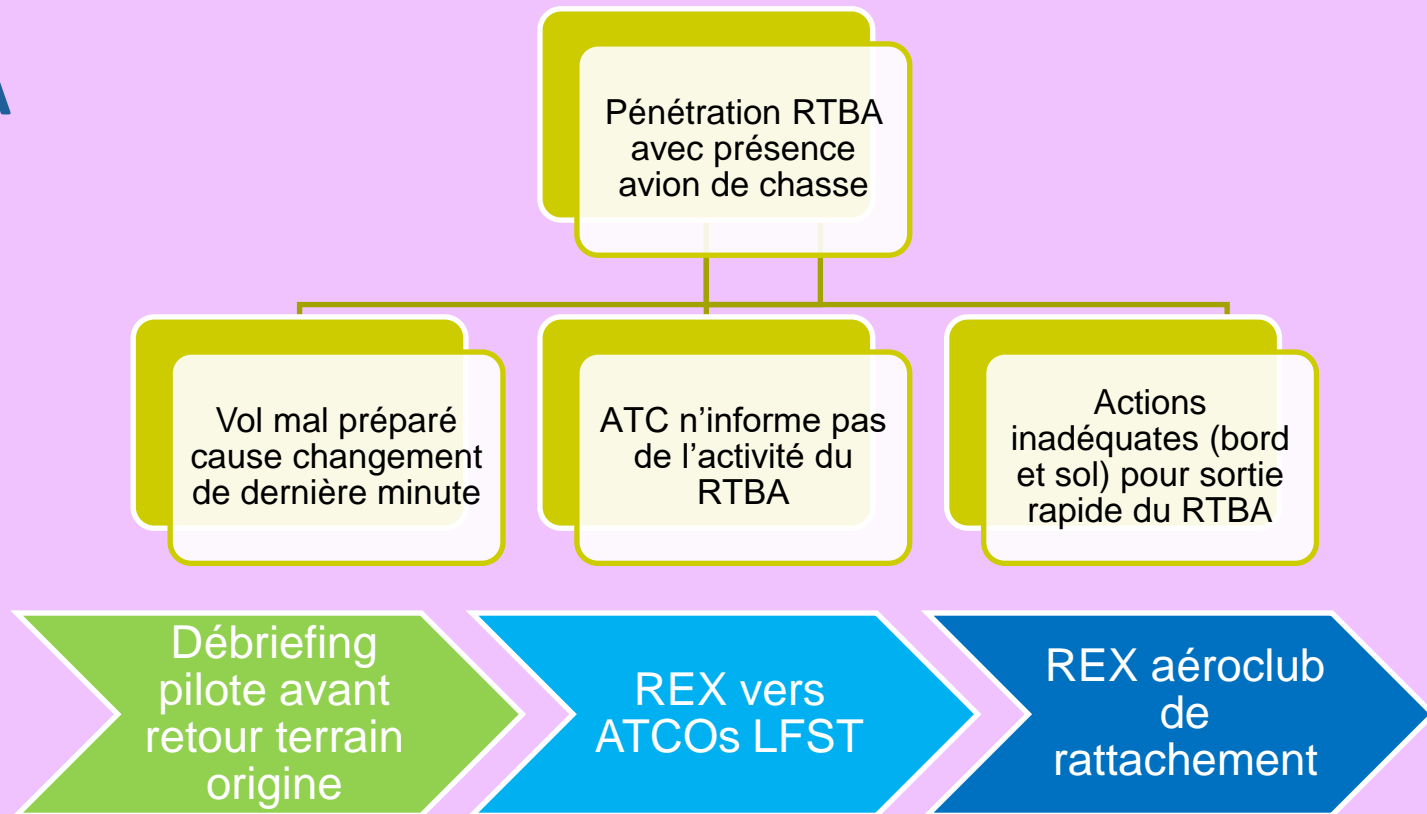 A
Pénétration RTBA
avec présence
avion de chasse
Vol mal préparé
cause changement
de dernière minute
ATC n'informe pas
de l'activité du
RTBA
Actions
inadéquates (bord
et sol) pour sortie
rapide du RTBA
Débriefing
pilote avant
retour terrain
origine
REX vers
ATCOs LFST
REX aéroclub
de
rattachement